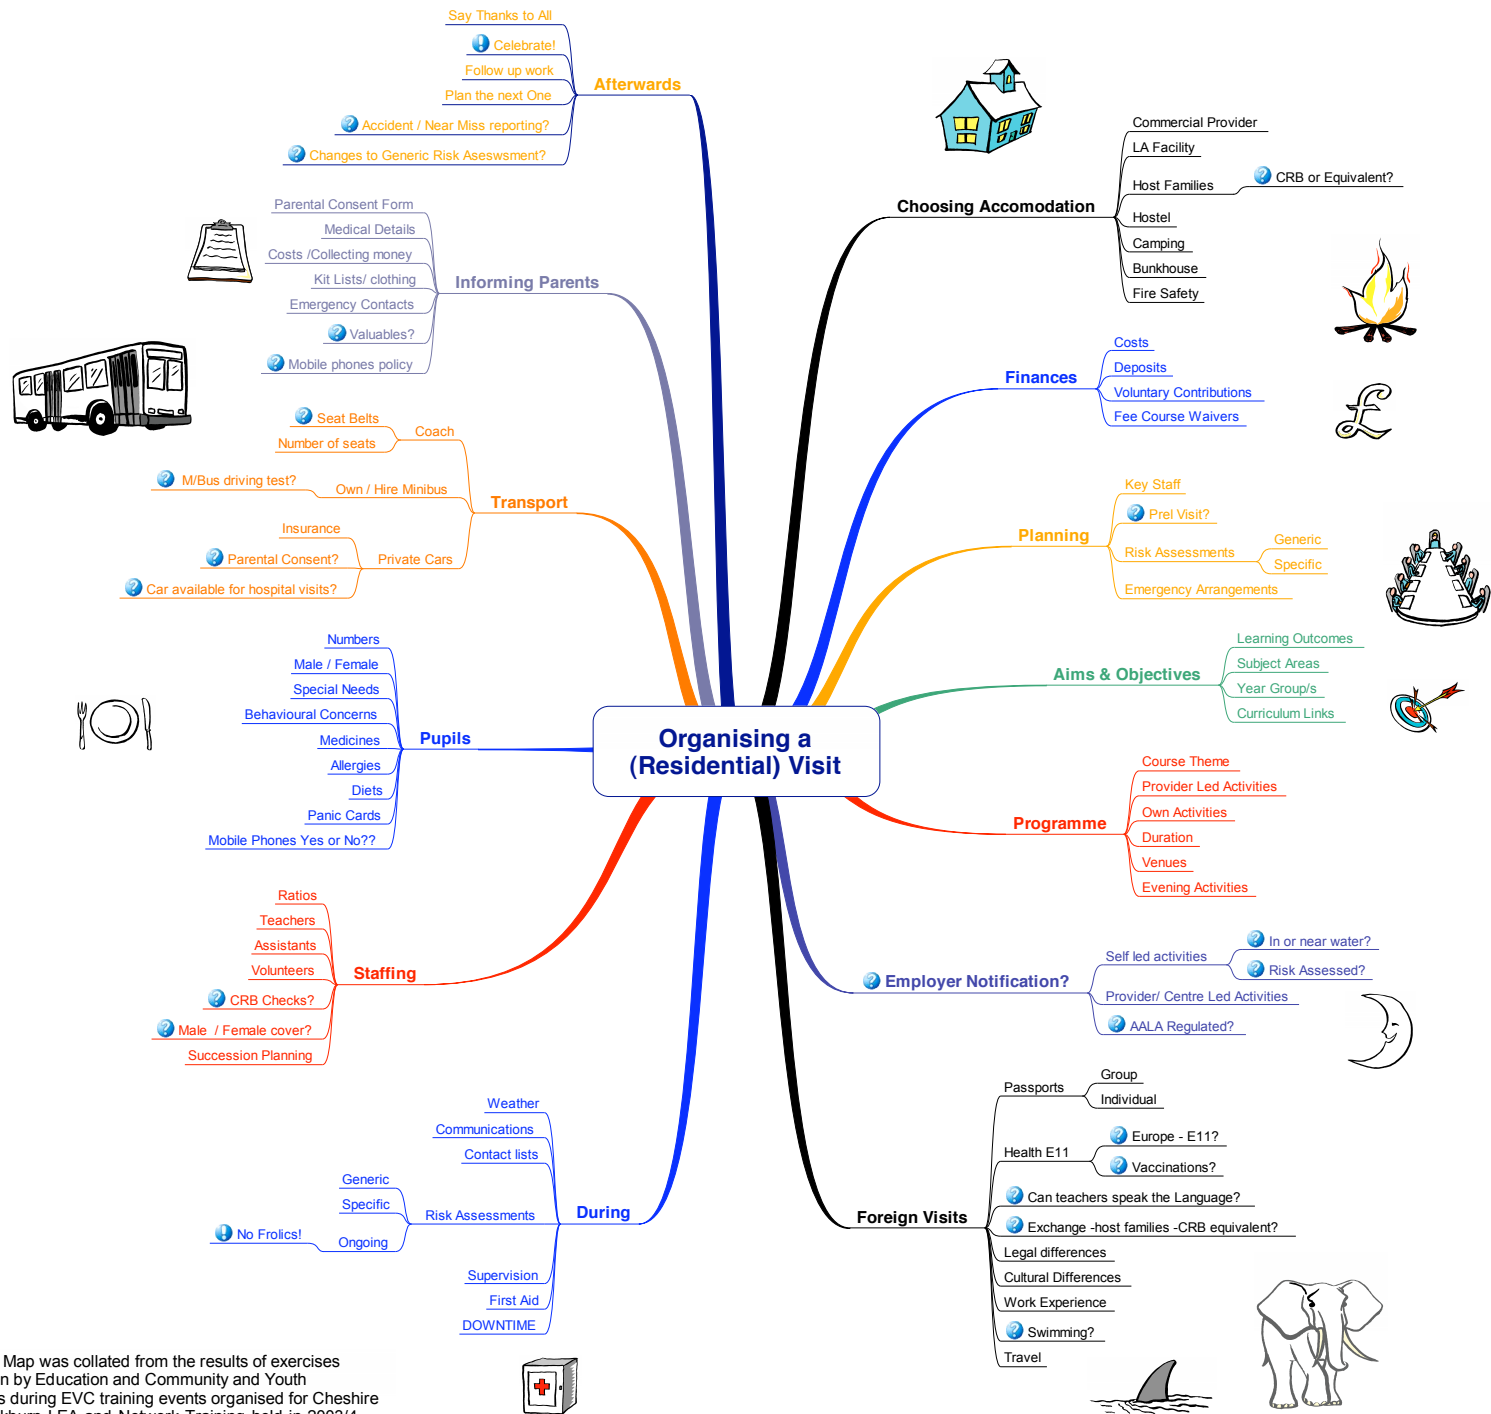 Organising a
(Residential) Visit
Afterwards
Say Thanks to All
Celebrate!
Follow up work
Plan the next One
Accident / Near Miss reporting?
Changes to Generic Risk Aseswsment?
Informing Parents
Parental Consent Form
Medical Details
Costs /Collecting money
Kit Lists/ clothing
Emergency Contacts
Valuables?
Mobile phones policy
Transport
Coach
Seat Belts
Number of seats
Own / Hire Minibus
M/Bus driving test?
Private Cars
Insurance
Parental Consent?
Car available for hospital visits?
Pupils
Numbers
Male / Female
Special Needs
Behavioural Concerns
Medicines
Allergies
Diets
Panic Cards
Mobile Phones Yes or No??
Staffing
Ratios
Teachers
Assistants
Volunteers
CRB Checks?
Male / Female cover?
Succession Planning
During
Weather
Communications
Contact lists
Risk Assessments
Generic
Specific
Ongoing
No Frolics!
Supervision
First Aid
DOWNTIME
Choosing Accomodation
Commercial Provider
LA Facility
Host Families
CRB or Equivalent?
Hostel
Camping
Bunkhouse
Fire Safety
Finances
Costs
Deposits
Voluntary Contributions
Fee Course Waivers
£
Planning
Key Staff
Prel Visit?
Risk Assessments
Generic
Specific
Emergency Arrangements
Aims & Objectives
Learning Outcomes
Subject Areas
Year Group/s
Curriculum Links
Programme
Course Theme
Provider Led Activities
Own Activities
Duration
Venues
Evening Activities
Employer Notification?
Self led activities
In or near water?
Risk Assessed?
Provider/ Centre Led Activities
AALA Regulated?
Foreign Visits
Passports
Group
Individual
Health E11
Europe - E11?
Vaccinations?
Can teachers speak the Language?
Exchange -host families -CRB equivalent?
Legal differences
Cultural Differences
Work Experience
Swimming?
Travel
Map was collated from the results of exercises
by Education and Community and Youth
during EVC training events organised for Cheshire
LEA and Network Training held in 2003/4